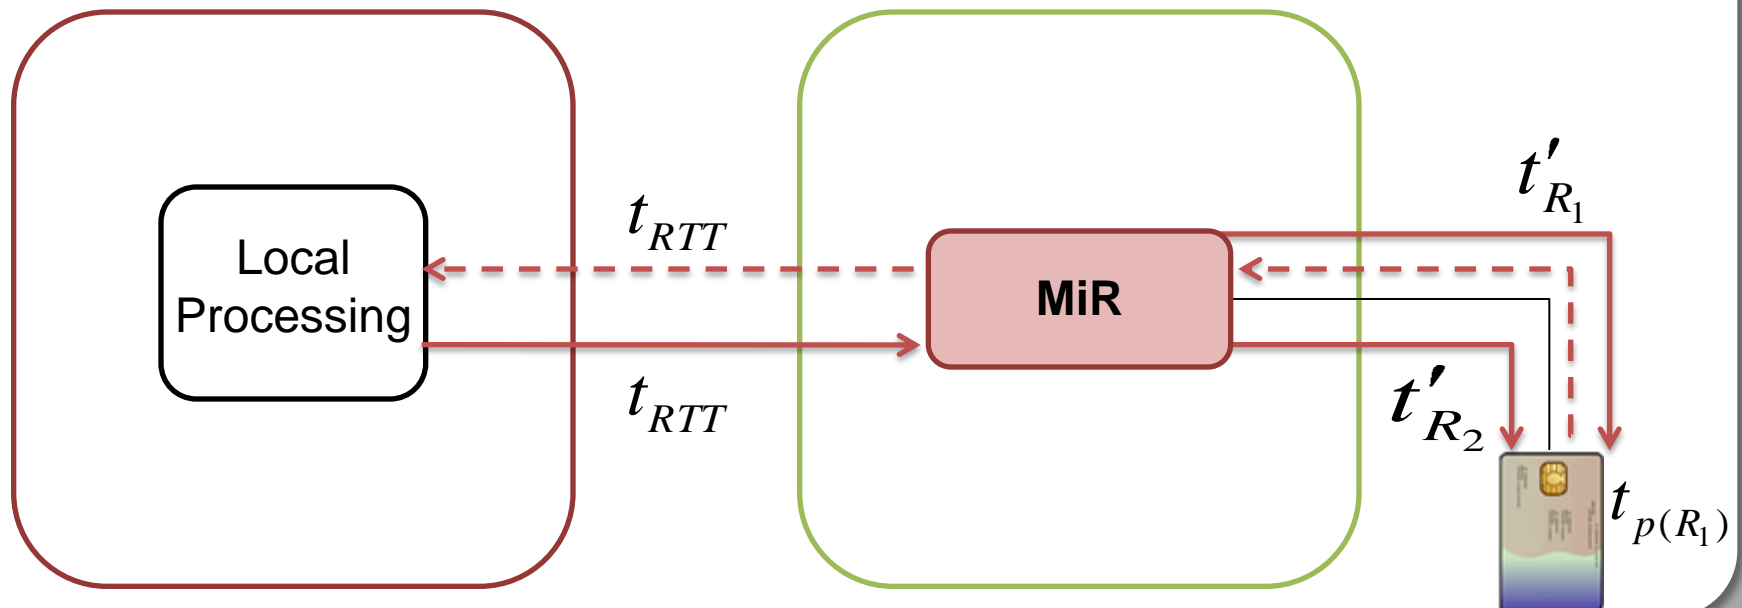 t′R₁
tRTT
Local
Processing
MiR
tRTT
t′R₂
tp(R₁)